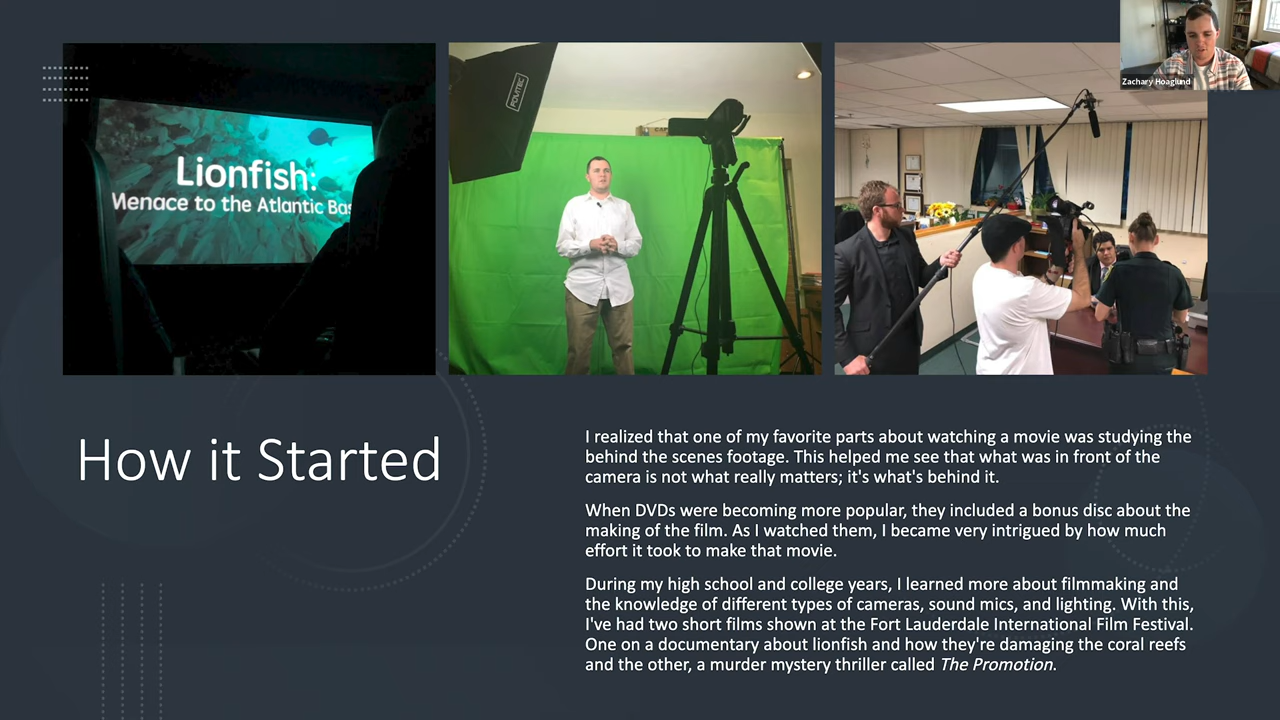 Zachary Hoaglund
Lionfish:
Menace to the Atlantic Bas
FOVITEC
How it Started
I realized that one of my favorite parts about watching a movie was studying the
behind the scenes footage. This helped me see that what was in front of the
camera is not what really matters; it's what's behind it.
When DVDs were becoming more popular, they included a bonus disc about the
making of the film. As I watched them, I became very intrigued by how much
effort it took to make that movie.
During my high school and college years, I learned more about filmmaking and
the knowledge of different types of cameras, sound mics, and lighting. With this,
I've had two short films shown at the Fort Lauderdale International Film Festival.
One on a documentary about lionfish and how they're damaging the coral reefs
and the other, a murder mystery thriller called The Promotion.